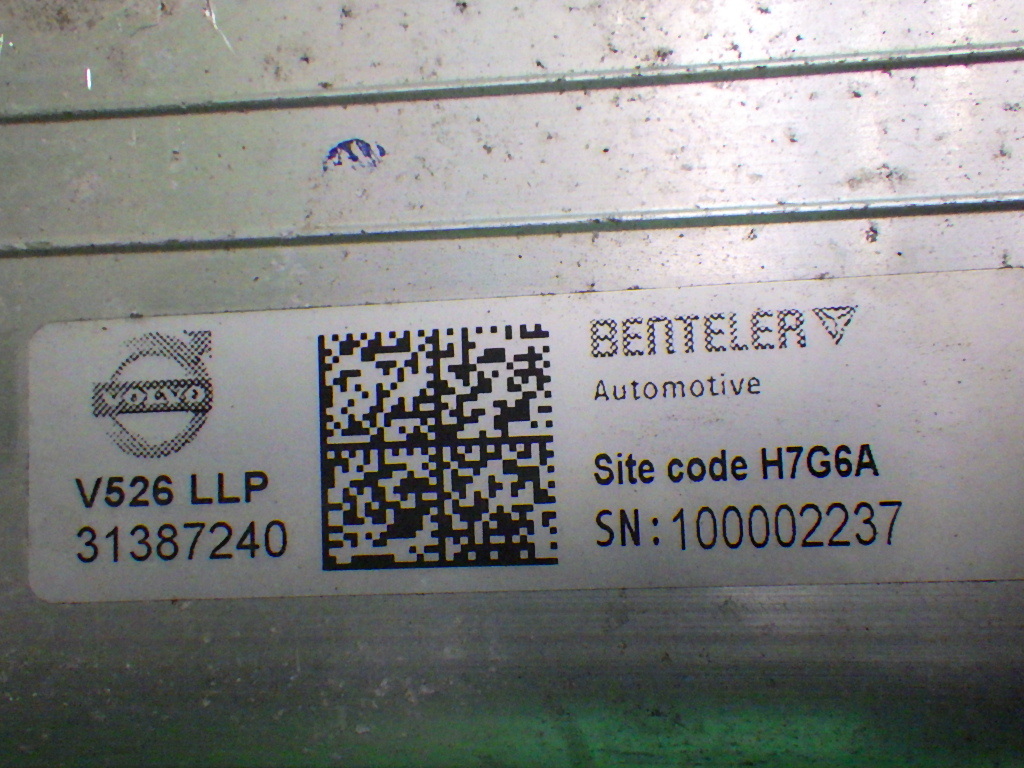 VOLVO
V526 LLP
31387240
BENTELER
Automotive
Site code H7G6A
SN:100002237